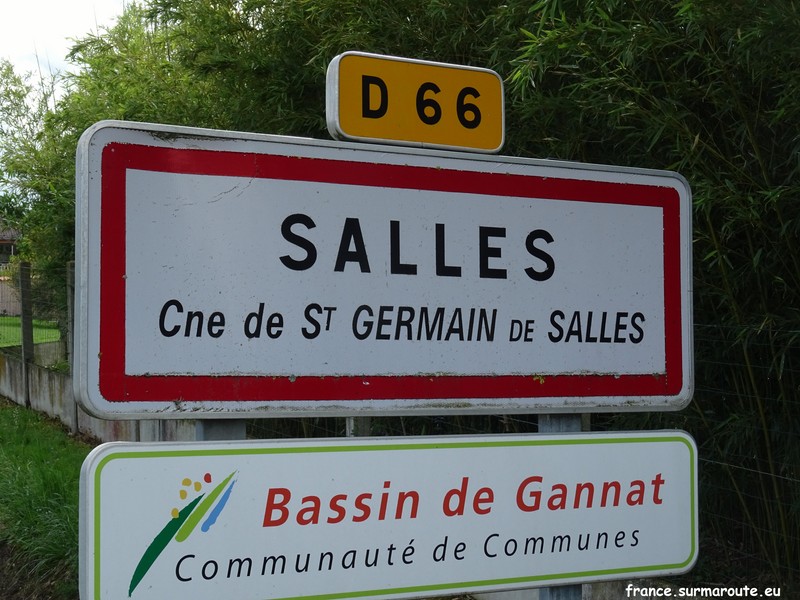 D 66
SALLES
Cne de ST GERMAIN DE SALLES
Bassin de Gannat
Communauté de Communes
france.surmaroute.eu